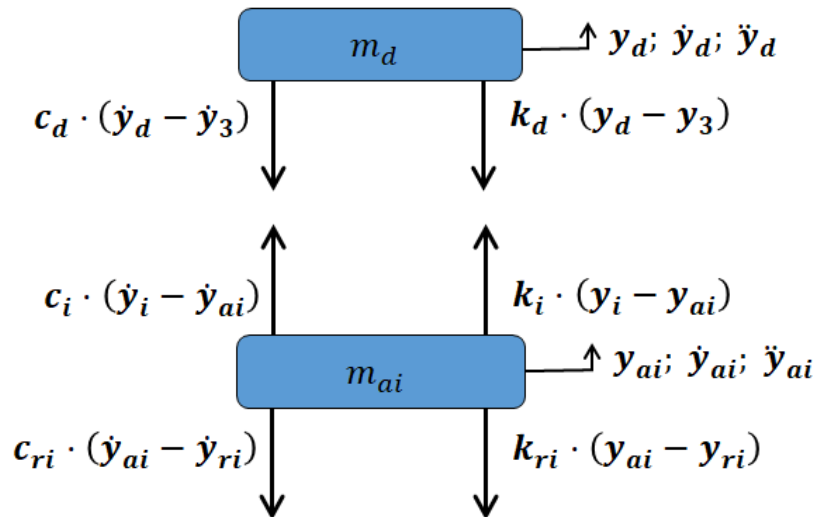 m_d
y_d; ẏ_d; ÿ_d
c_d · (ẏ_d − ẏ_3)
k_d · (y_d − y_3)
c_i · (ẏ_i − ẏ_ai)
k_i · (y_i − y_ai)
m_ai
y_ai; ẏ_ai; ÿ_ai
c_ri · (ẏ_ai − ẏ_ri)
k_ri · (y_ai − y_ri)